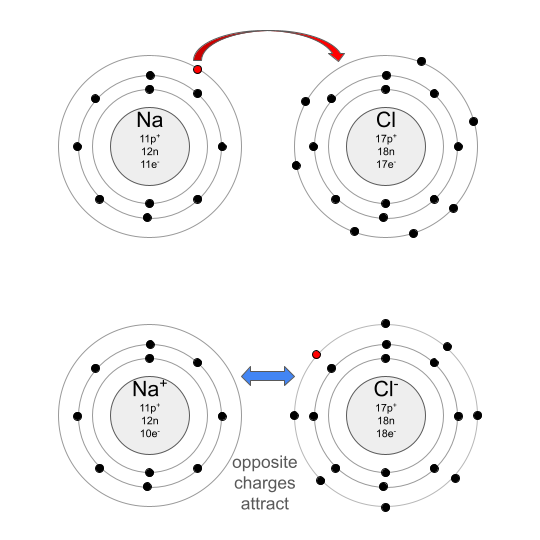 Na
11p⁺
12n
11e⁻
Cl
17p⁺
18n
17e⁻
Na⁺
11p⁺
12n
10e⁻
Cl⁻
17p⁺
18n
18e⁻
opposite
charges
attract